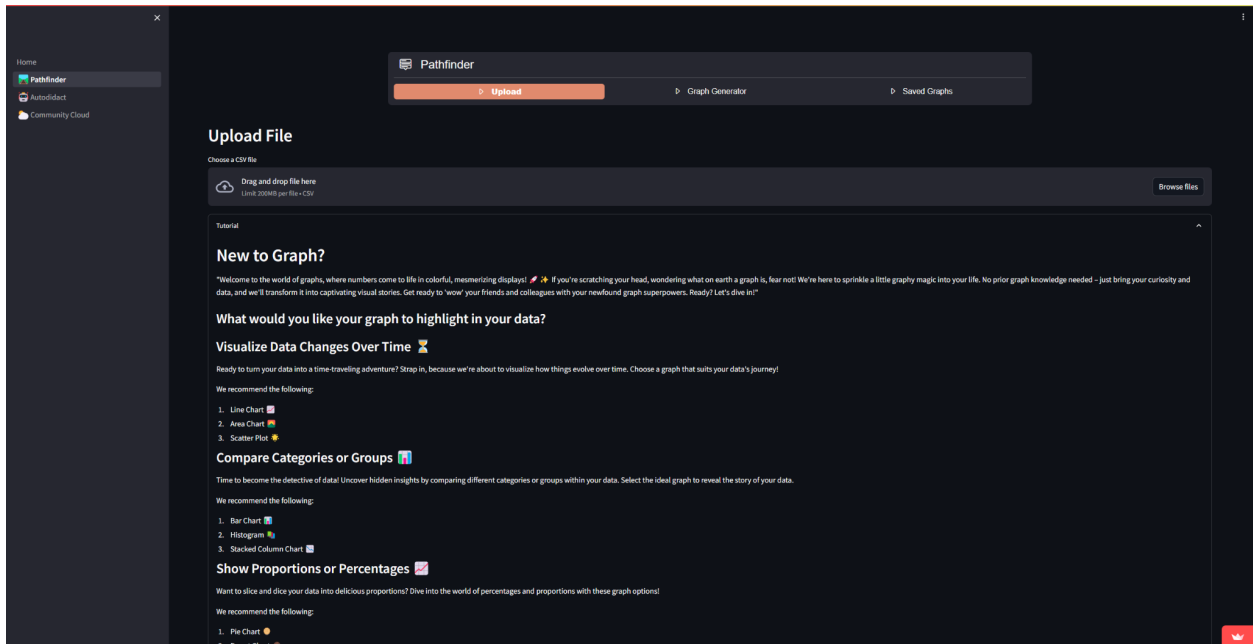 Home
Pathfinder
Autodidact
Community Cloud
Pathfinder
Upload
Graph Generator
Saved Graphs
Upload File
Choose a CSV file
Drag and drop file here
Limit 200MB per file • CSV
Browse files
Tutorial
New to Graph?
"Welcome to the world of graphs, where numbers come to life in colorful, mesmerizing displays! 🚀 ✨ If you're scratching your head, wondering what on earth a graph is, fear not! We're here to sprinkle a little graphy magic into your life. No prior graph knowledge needed – just bring your curiosity and
data, and we'll transform it into captivating visual stories. Get ready to 'wow' your friends and colleagues with your newfound graph superpowers. Ready? Let's dive in!"
What would you like your graph to highlight in your data?
Visualize Data Changes Over Time ⏳
Ready to turn your data into a time-traveling adventure? Strap in, because we're about to visualize how things evolve over time. Choose a graph that suits your data's journey!
We recommend the following:
1. Line Chart 📈
2. Area Chart 🌄
3. Scatter Plot 🌟
Compare Categories or Groups 📊
Time to become the detective of data! Uncover hidden insights by comparing different categories or groups within your data. Select the ideal graph to reveal the story of your data.
We recommend the following:
1. Bar Chart 📊
2. Histogram
3. Stacked Column Chart
Show Proportions or Percentages 📈
Want to slice and dice your data into delicious proportions? Dive into the world of percentages and proportions with these graph options!
We recommend the following:
1. Pie Chart